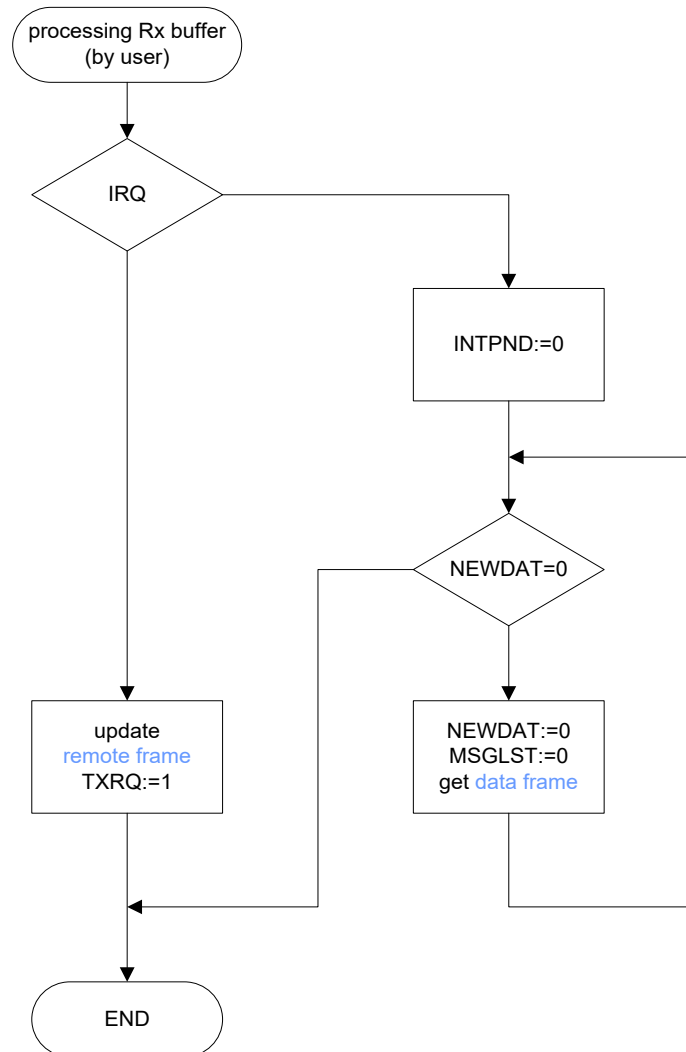 processing Rx buffer
(by user)
IRQ
INTPND:=0
NEWDAT=0
update
remote frame
TXRQ:=1
NEWDAT:=0
MSGLST:=0
get data frame
END